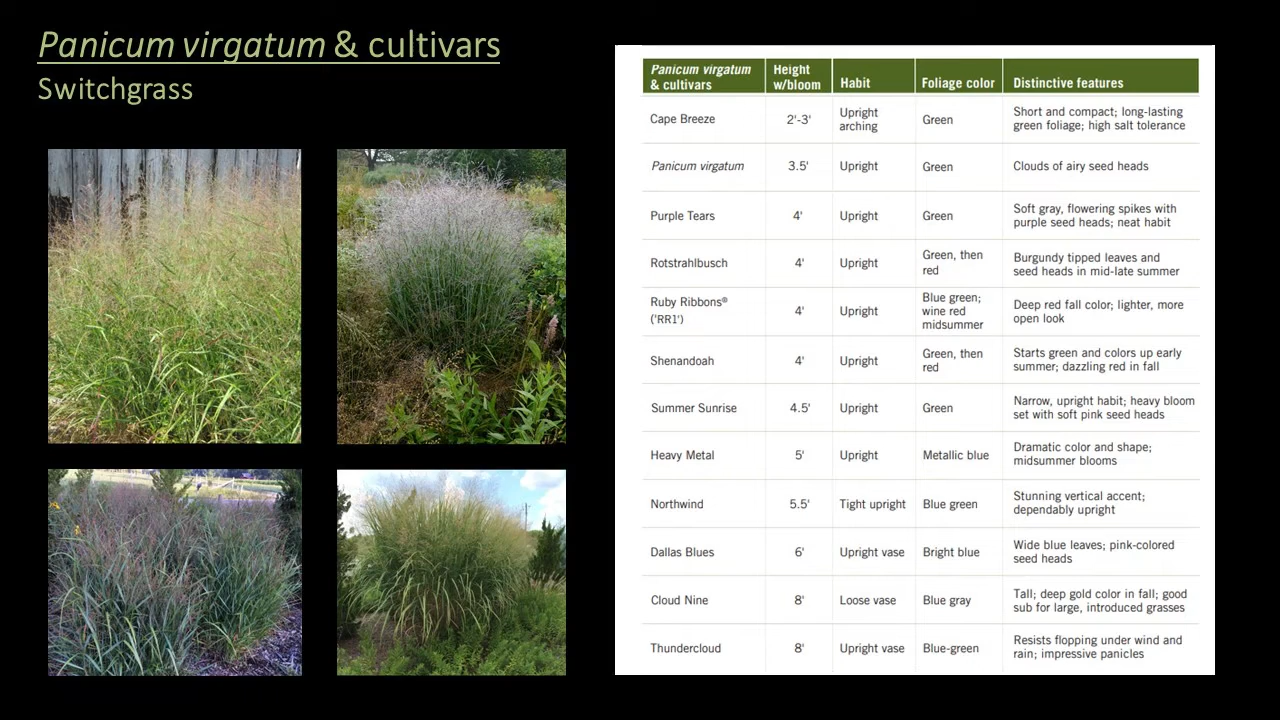 Panicum virgatum & cultivars
Switchgrass
Panicum virgatum
& cultivars
Height
w/bloom
Habit
Foliage color
Distinctive features
Cape Breeze
2'-3'
Upright
arching
Green
Short and compact; long-lasting
green foliage; high salt tolerance
Panicum virgatum
3.5'
Upright
Green
Clouds of airy seed heads
Purple Tears
4'
Upright
Green
Soft gray, flowering spikes with
purple seed heads; neat habit
Rotstrahlbusch
4'
Upright
Green, then
red
Burgundy tipped leaves and
seed heads in mid-late summer
Ruby Ribbons®
('RR1')
4'
Upright
Blue green;
wine red
midsummer
Deep red fall color; lighter, more
open look
Shenandoah
4'
Upright
Green, then
red
Starts green and colors up early
summer; dazzling red in fall
Summer Sunrise
4.5'
Upright
Green
Narrow, upright habit; heavy bloom
set with soft pink seed heads
Heavy Metal
5'
Upright
Metallic blue
Dramatic color and shape;
midsummer blooms
Northwind
5.5'
Tight upright
Blue green
Stunning vertical accent;
dependably upright
Dallas Blues
6'
Upright vase
Bright blue
Wide blue leaves; pink-colored
seed heads
Cloud Nine
8'
Loose vase
Blue gray
Tall; deep gold color in fall; good
sub for large, introduced grasses
Thundercloud
8'
Upright vase
Blue-green
Resists flopping under wind and
rain; impressive panicles